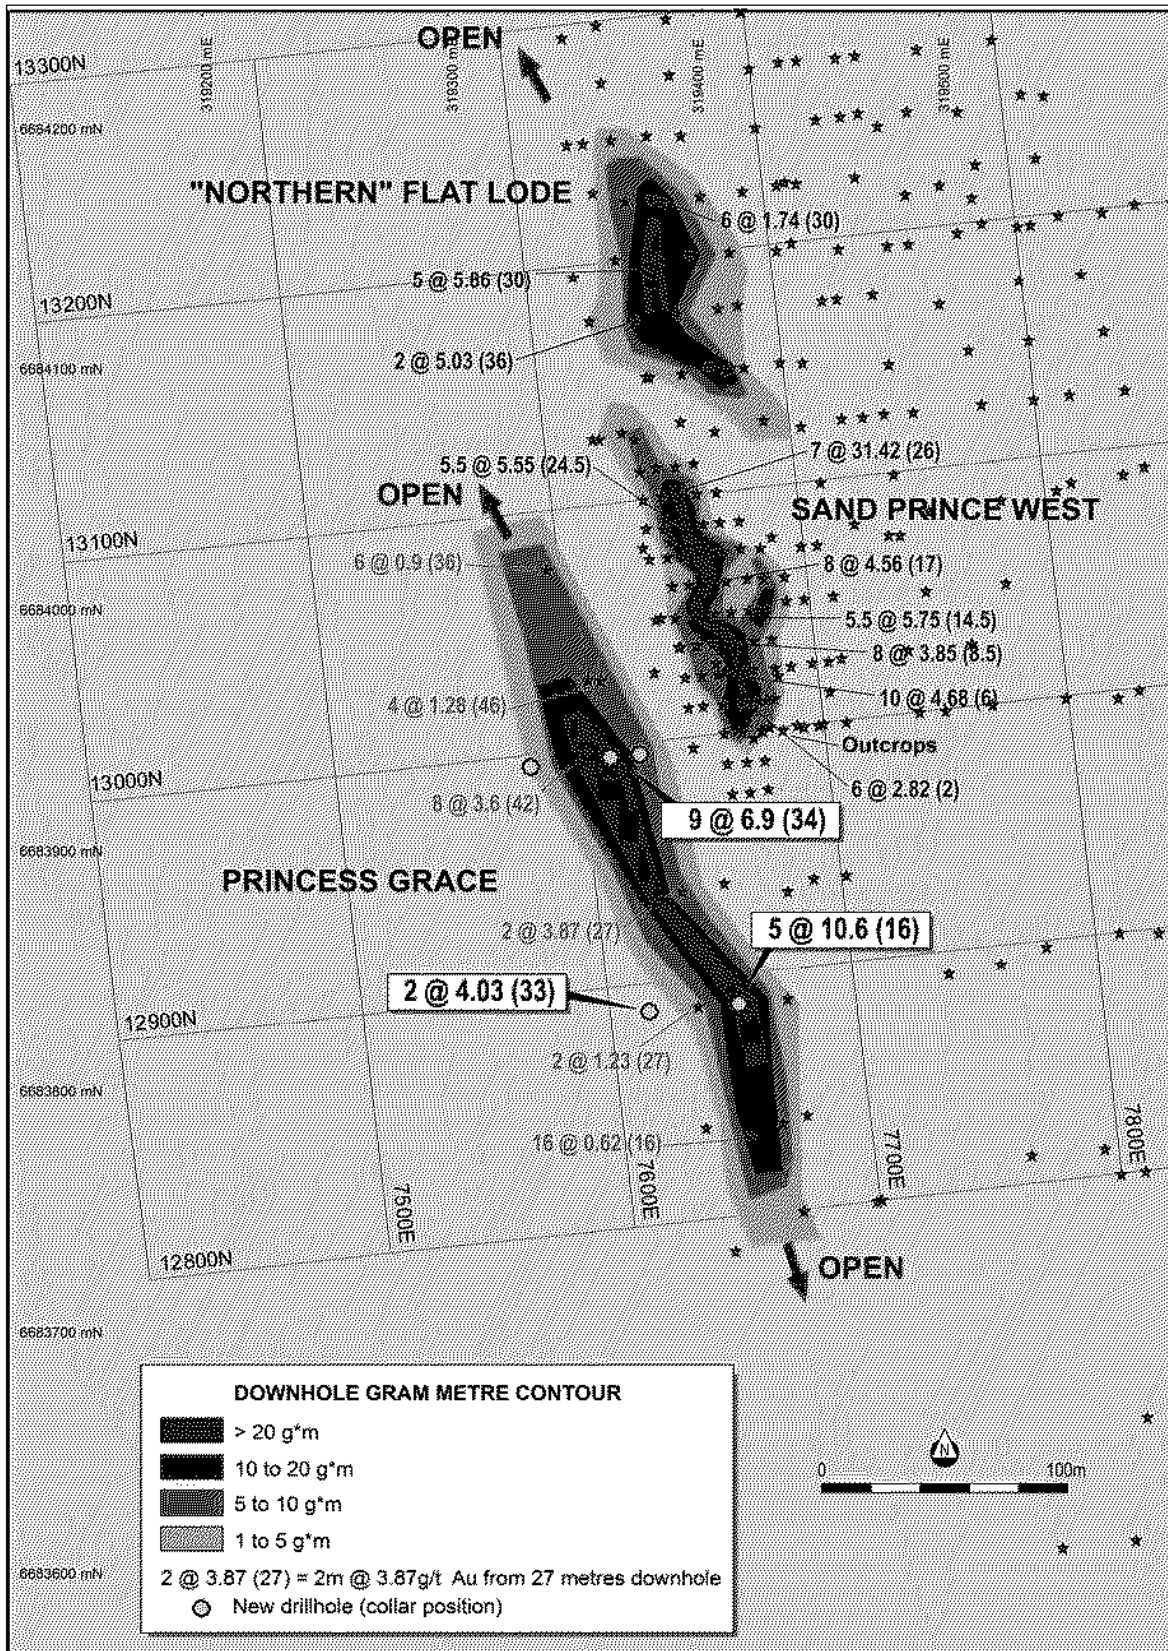 OPEN
319200 mE
319300 mE
319400 mE
13300N
6684200 mN
"NORTHERN" FLAT LODE
6 @ 1.74 (30)
5 @ 5.86 (30)
13200N
2 @ 5.03 (36)
6684100 mN
7 @ 31.42 (26)
5.5 @ 5.55 (24.5)
OPEN
SAND PRINCE WEST
13100N
6 @ 0.9 (36)
8 @ 4.56 (17)
6684000 mN
5.5 @ 5.75 (14.5)
8 @ 3.85 (8.5)
4 @ 1.28 (46)
10 @ 4.68 (6)
Outcrops
13000N
8 @ 3.6 (42)
6 @ 2.82 (2)
9 @ 6.9 (34)
6683900 mN
PRINCESS GRACE
2 @ 3.87 (27)
5 @ 10.6 (16)
2 @ 4.03 (33)
12900N
2 @ 1.23 (27)
6683800 mN
16 @ 0.62 (16)
7500E
7600E
7700E
7800E
12800N
OPEN
6683700 mN
DOWNHOLE GRAM METRE CONTOUR
> 20 g*m
10 to 20 g*m
5 to 10 g*m
1 to 5 g*m
2 @ 3.87 (27) = 2m @ 3.87g/t Au from 27 metres downhole
New drillhole (collar position)
N
0 100m
6683600 mN